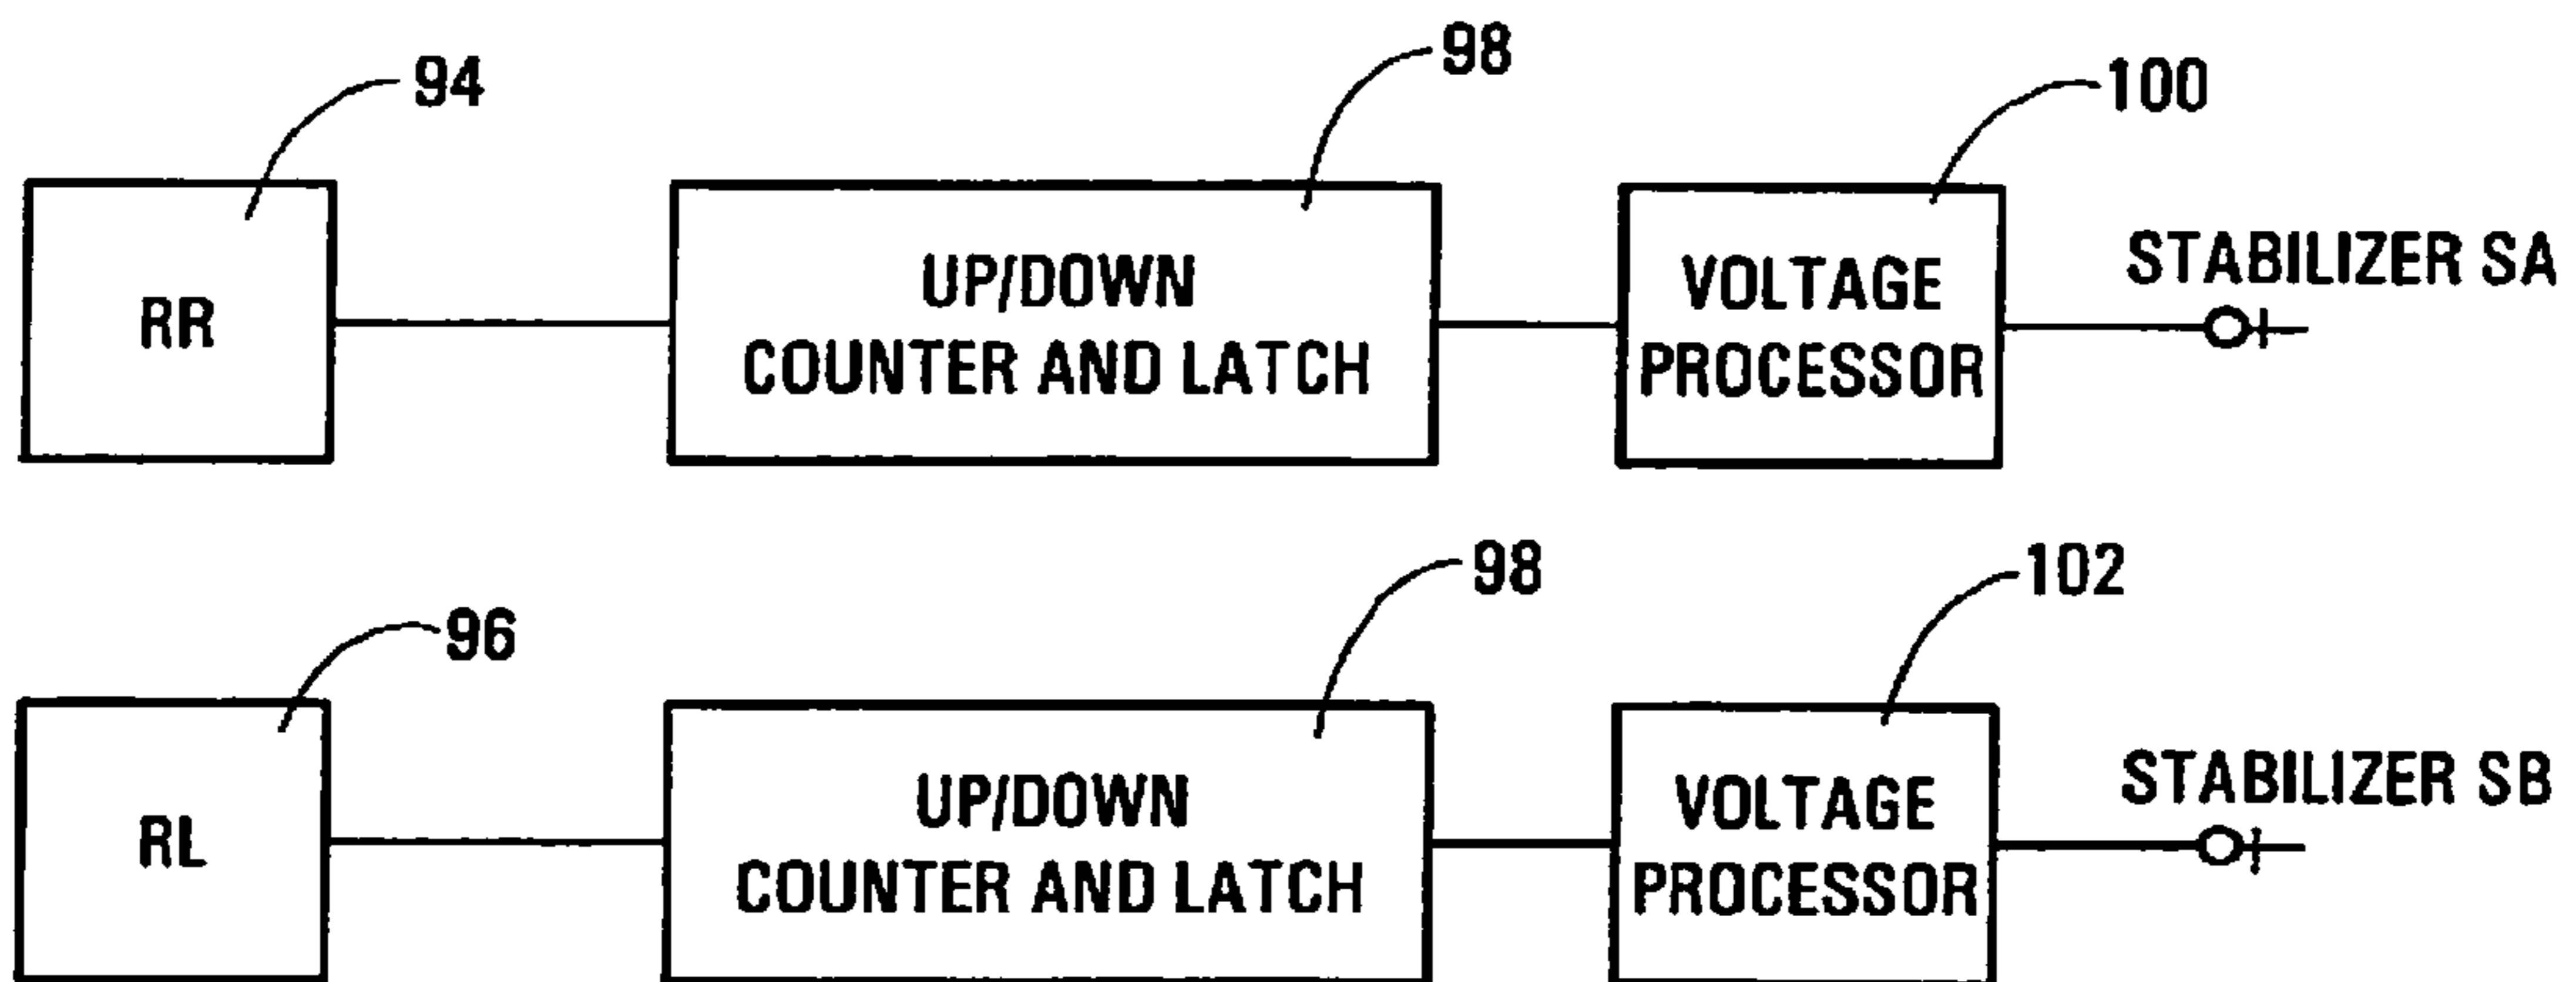 94
98
100
RR
UP/DOWN
COUNTER AND LATCH
VOLTAGE
PROCESSOR
STABILIZER SA
96
98
102
RL
UP/DOWN
COUNTER AND LATCH
VOLTAGE
PROCESSOR
STABILIZER SB